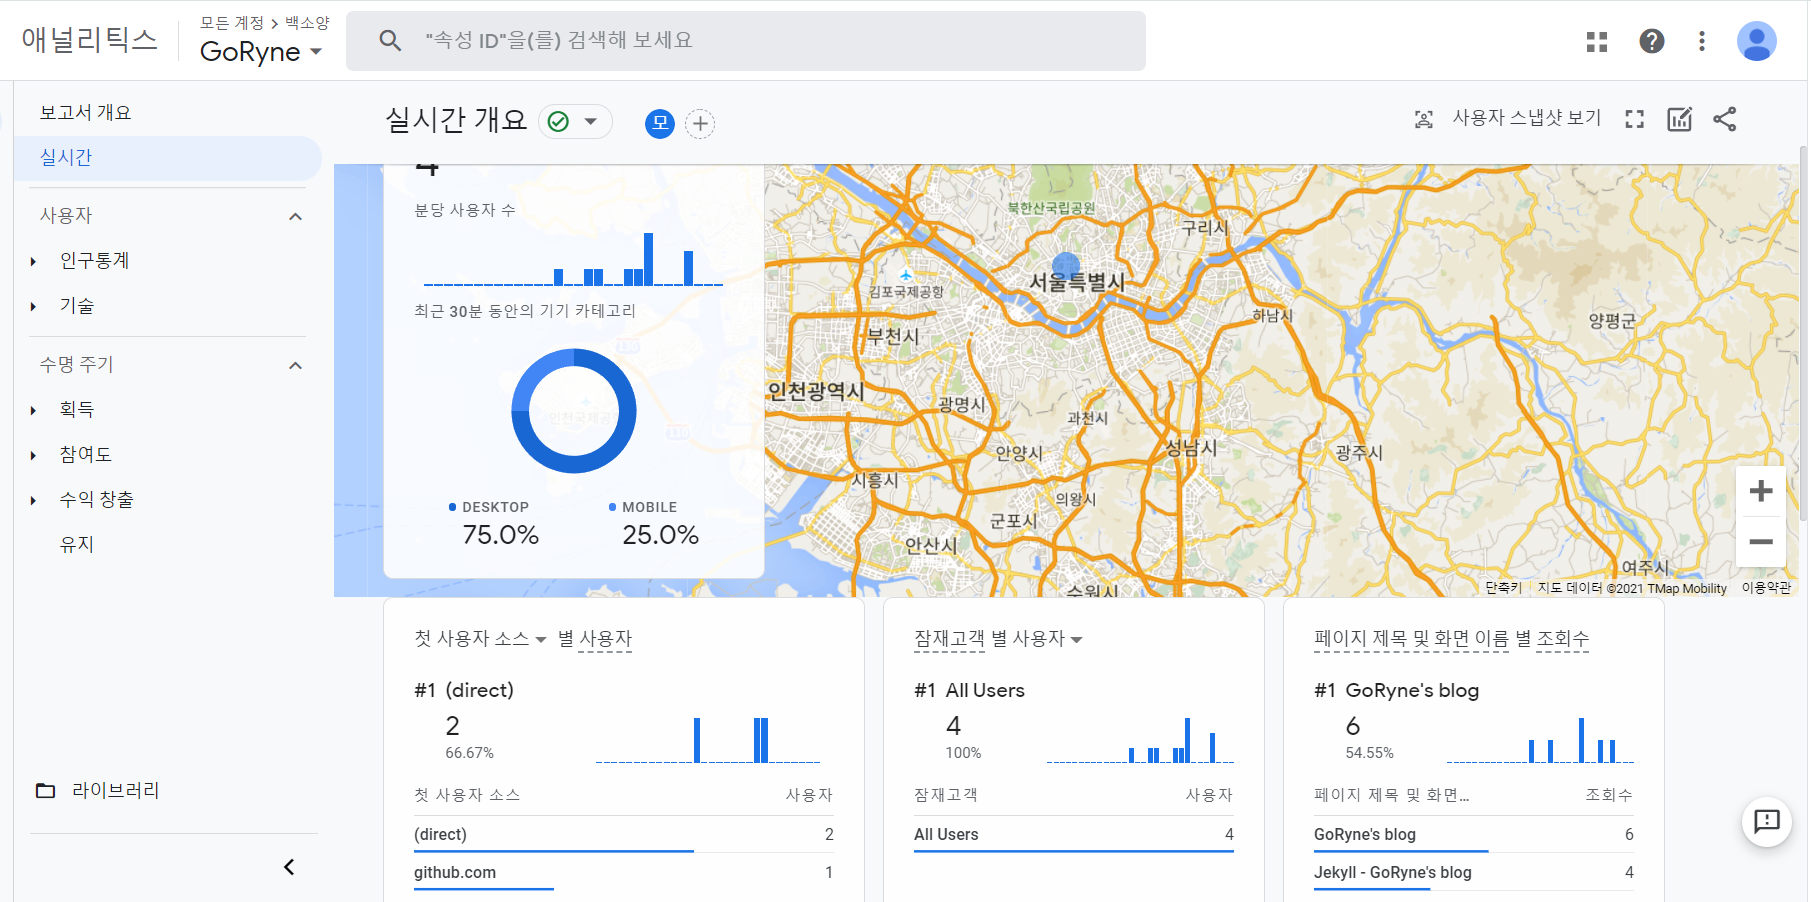 애널리틱스
모든 계정 > 백소양
GoRyne
"속성 ID"을(를) 검색해 보세요
보고서 개요
실시간
사용자
인구통계
기술
수명 주기
획득
참여도
수익 창출
유지
라이브러리
실시간 개요
모
사용자 스냅샷 보기
4
분당 사용자 수
최근 30분 동안의 기기 카테고리
DESKTOP
75.0%
MOBILE
25.0%
북한산국립공원
구리시
김포국제공항
서울특별시
하남시
양평군
부천시
인천광역시
광명시
과천시
인천국제공항
안양시
성남시
광주시
시흥시
의왕시
군포시
안산시
여주시
수원시
단축키
지도 데이터 ©2021 TMap Mobility
이용약관
첫 사용자 소스 별 사용자
#1 (direct)
2
66.67%
첫 사용자 소스 사용자
(direct) 2
github.com 1
잠재고객 별 사용자
#1 All Users
4
100%
잠재고객 사용자
All Users 4
페이지 제목 및 화면 이름 별 조회수
#1 GoRyne's blog
6
54.55%
페이지 제목 및 화면... 조회수
GoRyne's blog 6
Jekyll - GoRyne's blog 4